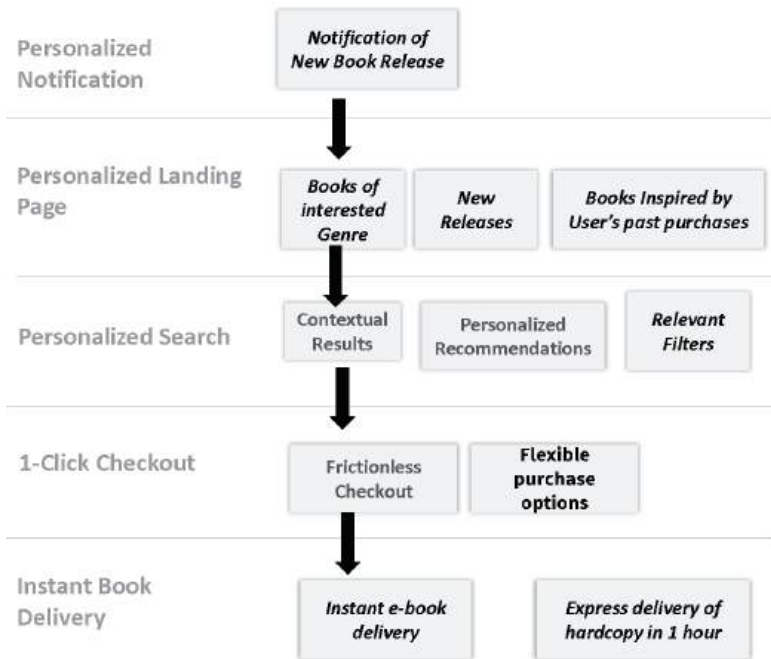 Personalized
Notification
Notification of
New Book Release
Personalized Landing
Page
Books of
interested
Genre
New
Releases
Books Inspired by
User's past purchases
Personalized Search
Contextual
Results
Personalized
Recommendations
Relevant
Filters
1-Click Checkout
Frictionless
Checkout
Flexible
purchase
options
Instant Book
Delivery
Instant e-book
delivery
Express delivery of
hardcopy in 1 hour